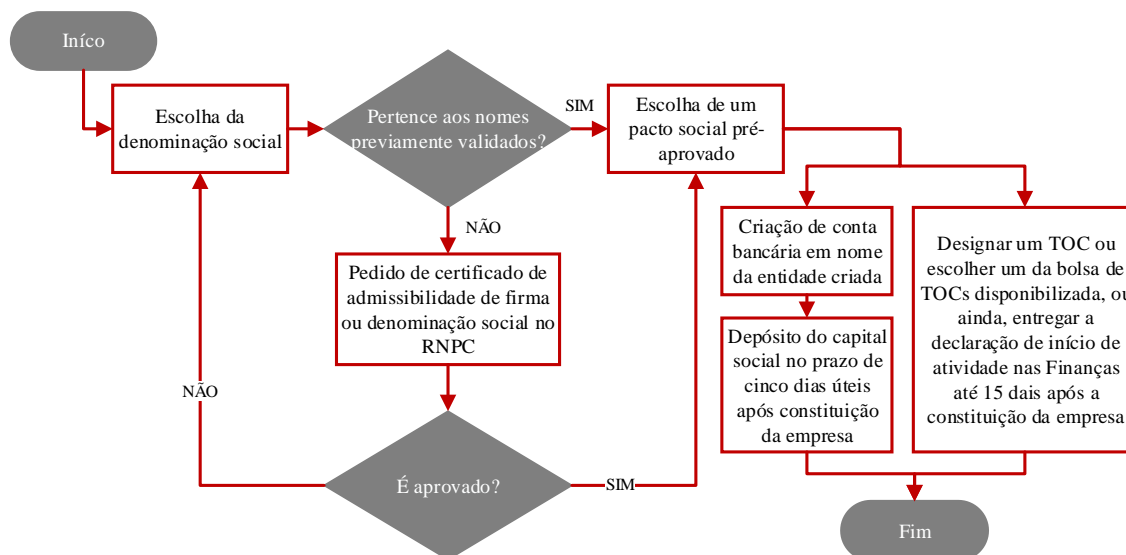 Iníco
Escolha da
denominação social
Pertence aos nomes
previamente validados?
SIM
Escolha de um
pacto social pré-
aprovado
NÃO
Pedido de certificado de
admissibilidade de firma
ou denominação social no
RNPC
Criação de conta
bancária em nome
da entidade criada
Depósito do capital
social no prazo de
cinco dias úteis
após constituição
da empresa
Designar um TOC ou
escolher um da bolsa de
TOCs disponibilizada, ou
ainda, entregar a
declaração de início de
atividade nas Finanças
até 15 dais após a
constituição da empresa
NÃO
É aprovado?
SIM
Fim